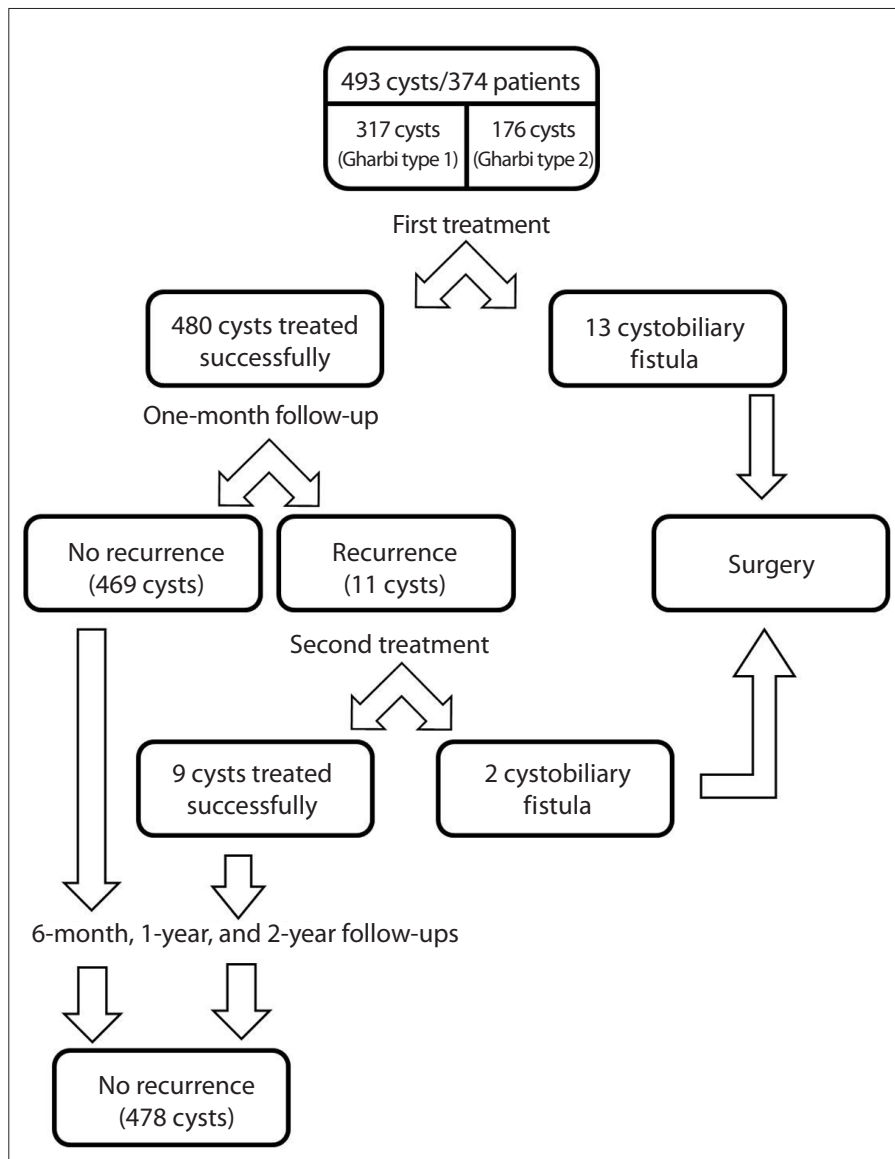 493 cysts/374 patients
317 cysts
(Gharbi type 1)
176 cysts
(Gharbi type 2)
First treatment
480 cysts treated
successfully
13 cystobiliary
fistula
One-month follow-up
No recurrence
(469 cysts)
Recurrence
(11 cysts)
Surgery
Second treatment
9 cysts treated
successfully
2 cystobiliary
fistula
6-month, 1-year, and 2-year follow-ups
No recurrence
(478 cysts)